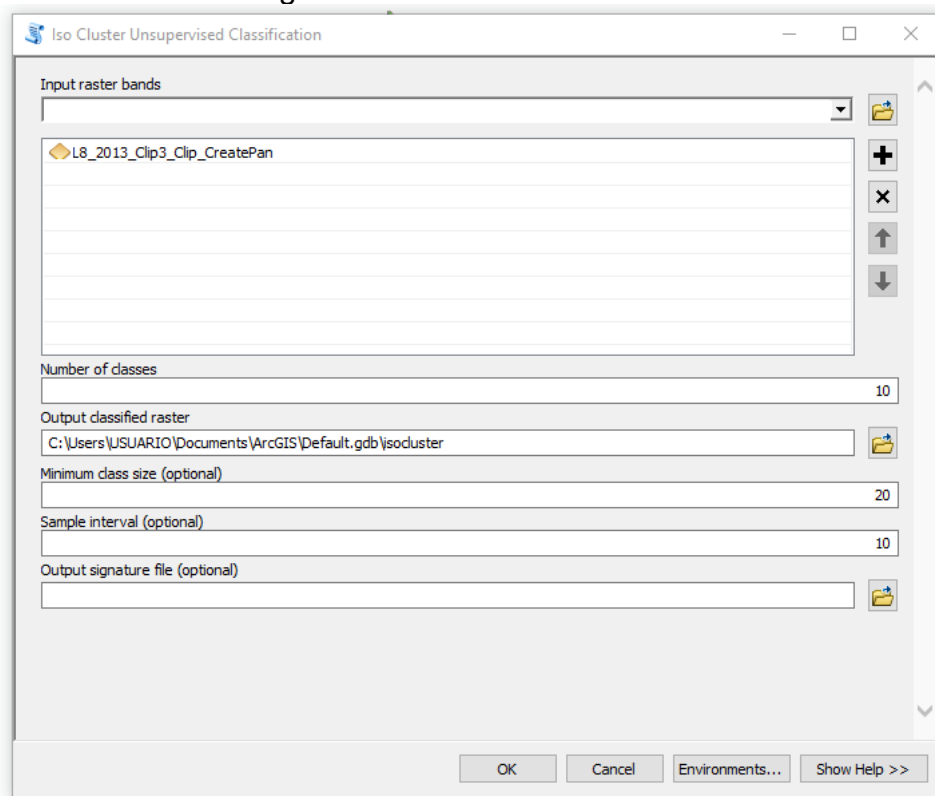 Iso Cluster Unsupervised Classification
Input raster bands
L8_2013_Clip3_Clip_CreatePan
Number of classes
10
Output classified raster
C:\Users\USUARIO\Documents\ArcGIS\Default.gdb\isocluster
Minimum class size (optional)
20
Sample interval (optional)
10
Output signature file (optional)
OK Cancel Environments... Show Help >>